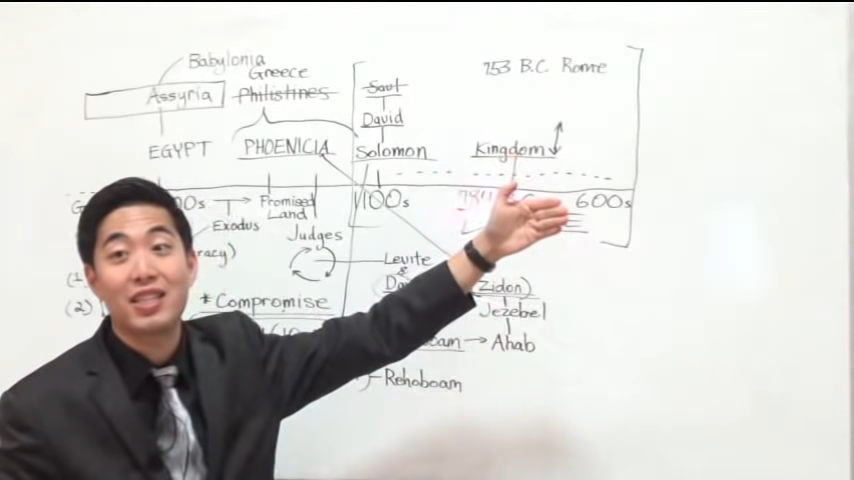 Babylonia
Greece
Assyria
Philistines
EGYPT
PHOENICIA
Saul
David
Solomon
753 B.C. Rome
Kingdom
Promised
Land
1100s
600s
Exodus
Judges
(2)
*Compromise
Levite
&
Zidon)
Jezebel
Ahab
Rehoboam